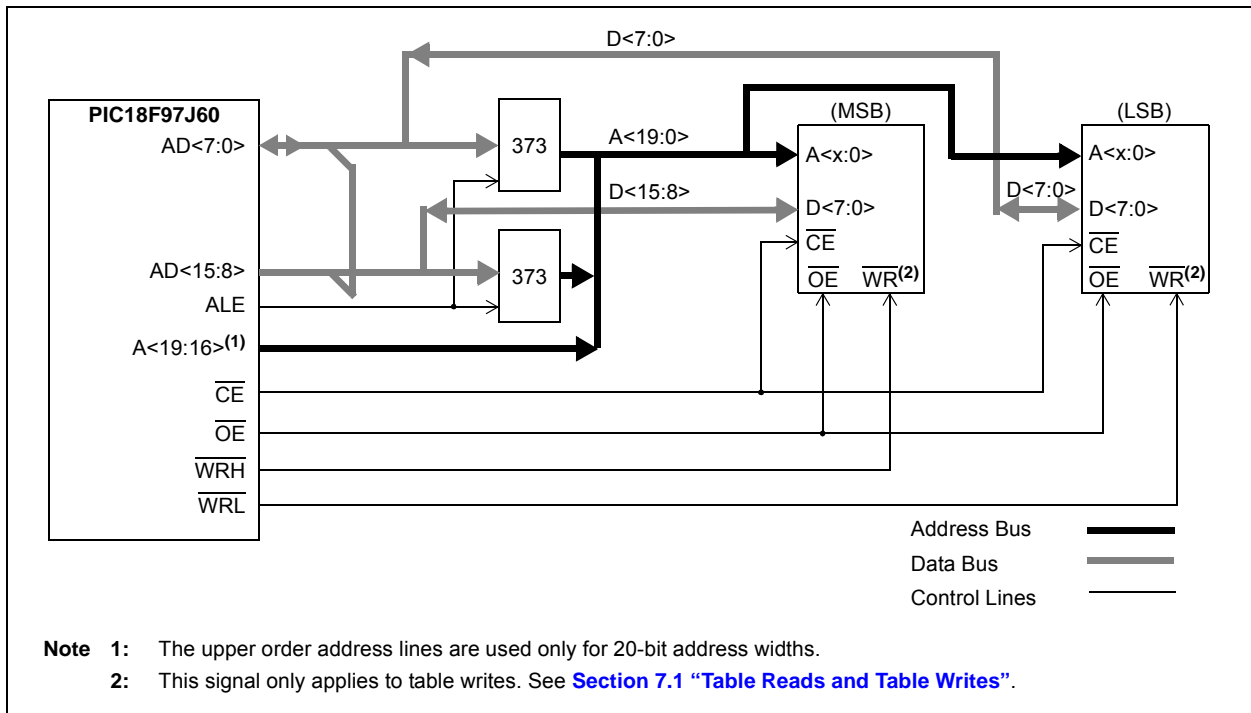 D<7:0>
PIC18F97J60
AD<7:0>
373
A<19:0>
(MSB)
A<x:0>
(LSB)
A<x:0>
D<15:8>
D<7:0>
D<7:0>
D<7:0>
CE
CE
AD<15:8>
373
OE WR(2)
OE WR(2)
ALE
A<19:16>(1)
CE
OE
WRH
WRL
Address Bus
Data Bus
Control Lines
Note 1: The upper order address lines are used only for 20-bit address widths.
2: This signal only applies to table writes. See Section 7.1 “Table Reads and Table Writes”.